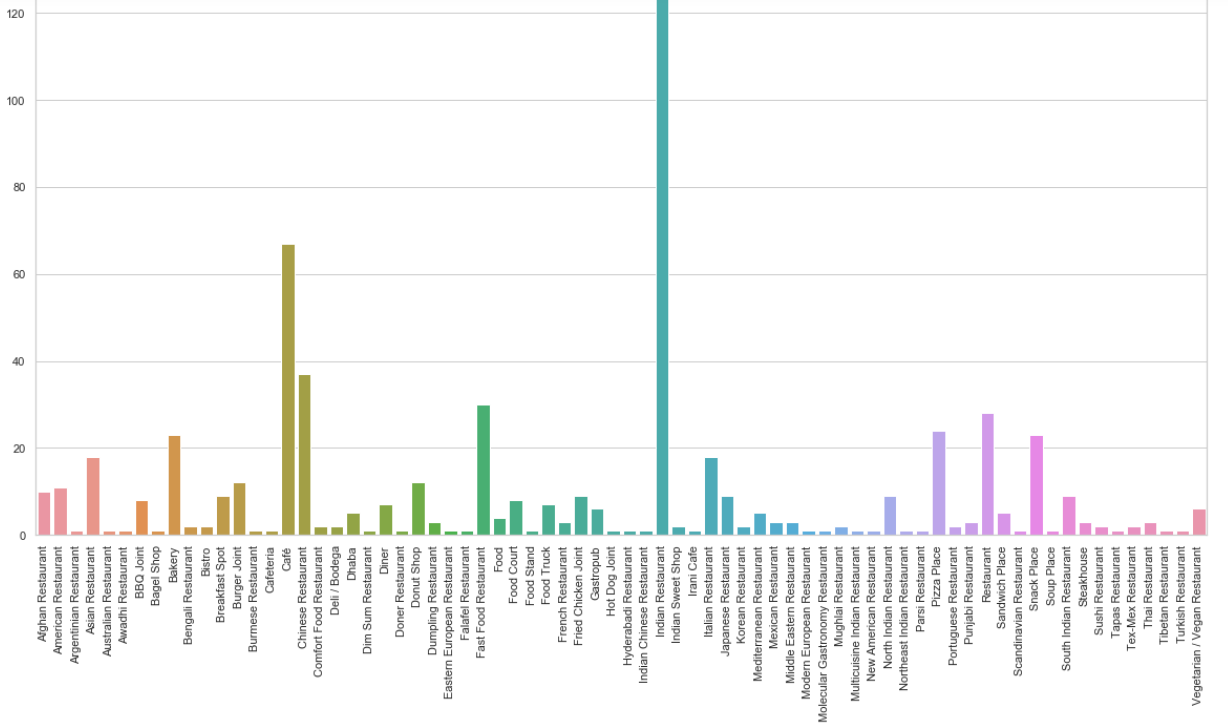 120
100
80
60
40
20
0
Afghan Restaurant
American Restaurant
Argentinian Restaurant
Asian Restaurant
Australian Restaurant
Awadhi Restaurant
BBQ Joint
Bagel Shop
Bakery
Bengali Restaurant
Bistro
Breakfast Spot
Burger Joint
Burmese Restaurant
Cafeteria
Café
Chinese Restaurant
Comfort Food Restaurant
Deli / Bodega
Dhaba
Dim Sum Restaurant
Diner
Doner Restaurant
Donut Shop
Dumpling Restaurant
Eastern European Restaurant
Falafel Restaurant
Fast Food Restaurant
Food
Food Court
Food Stand
Food Truck
French Restaurant
Fried Chicken Joint
Gastropub
Hot Dog Joint
Hyderabadi Restaurant
Indian Chinese Restaurant
Indian Restaurant
Indian Sweet Shop
Irani Cafe
Italian Restaurant
Japanese Restaurant
Korean Restaurant
Mediterranean Restaurant
Mexican Restaurant
Middle Eastern Restaurant
Modern European Restaurant
Molecular Gastronomy Restaurant
Mughlai Restaurant
Multicuisine Indian Restaurant
New American Restaurant
North Indian Restaurant
Northeast Indian Restaurant
Parsi Restaurant
Pizza Place
Portuguese Restaurant
Punjabi Restaurant
Restaurant
Sandwich Place
Scandinavian Restaurant
Snack Place
Soup Place
South Indian Restaurant
Steakhouse
Sushi Restaurant
Tapas Restaurant
Tex-Mex Restaurant
Thai Restaurant
Tibetan Restaurant
Turkish Restaurant
Vegetarian / Vegan Restaurant